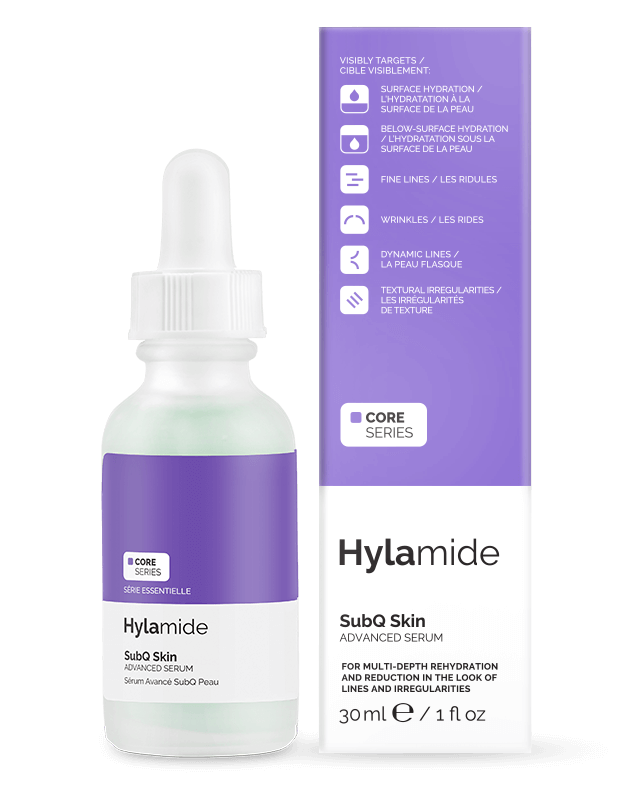 VISIBLY TARGETS /
CIBLE VISIBLEMENT:
SURFACE HYDRATION /
L'HYDRATATION À LA
SURFACE DE LA PEAU
BELOW-SURFACE HYDRATION
/ L'HYDRATATION SOUS LA
SURFACE DE LA PEAU
FINE LINES / LES RIDULES
WRINKLES / LES RIDES
DYNAMIC LINES /
LA PEAU FLASQUE
TEXTURAL IRREGULARITIES /
LES IRRÉGULARITÉS
DE TEXTURE
CORE
SERIES
Hylamide
SubQ Skin
ADVANCED SERUM
FOR MULTI-DEPTH REHYDRATION
AND REDUCTION IN THE LOOK OF
LINES AND IRREGULARITIES
30 ml ℮ / 1 fl oz
CORE
SERIES
SÉRIE ESSENTIELLE
Hylamide
SubQ Skin
ADVANCED SERUM
Sérum Avancé SubQ Peau